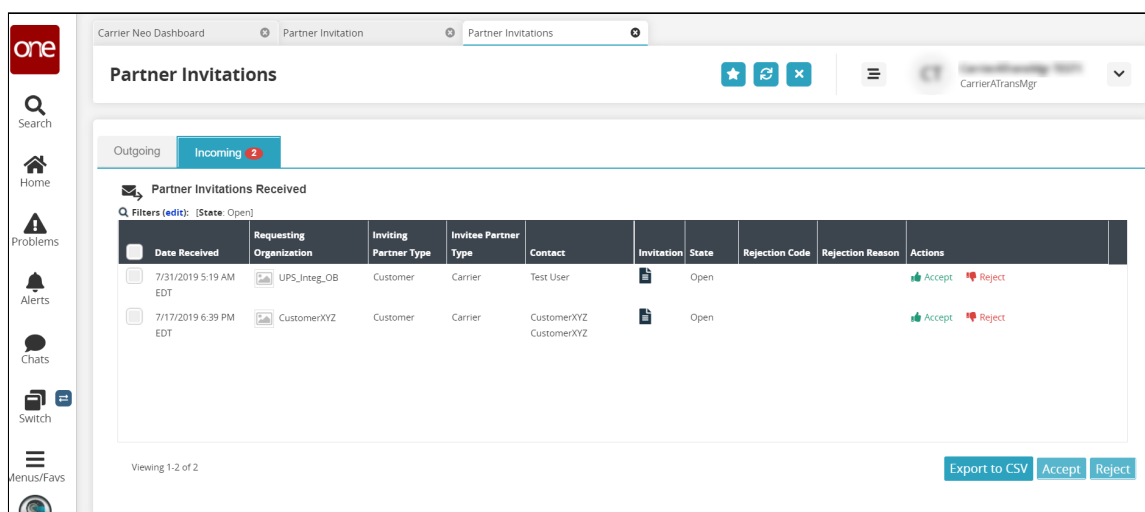 one
Carrier Neo Dashboard
Partner Invitation
Partner Invitations
Partner Invitations
CT
CarrierATransMgr
Search
Home
Problems
Alerts
Chats
Switch
Menus/Favs
Outgoing
Incoming 2
Partner Invitations Received
Filters (edit): [State: Open]
Date Received Requesting Organization Inviting Partner Type Invitee Partner Type Contact Invitation State Rejection Code Rejection Reason Actions
7/31/2019 5:19 AM UPS_Integ_OB Customer Carrier Test User Open Accept Reject
EDT
7/17/2019 6:39 PM CustomerXYZ Customer Carrier CustomerXYZ Open Accept Reject
EDT CustomerXYZ
Viewing 1-2 of 2
Export to CSV Accept Reject